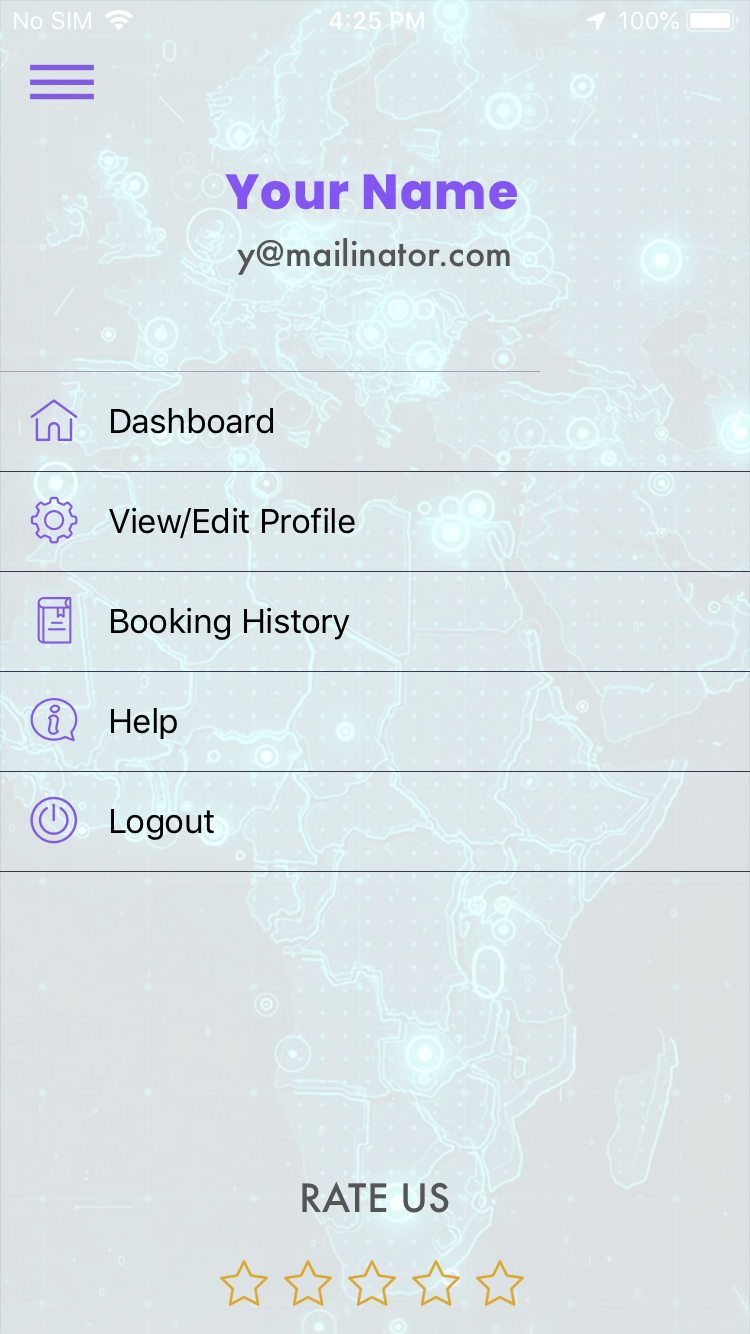 No SIM 4:25 PM 100%
Your Name
y@mailinator.com
Dashboard
View/Edit Profile
Booking History
Help
Logout
RATE US